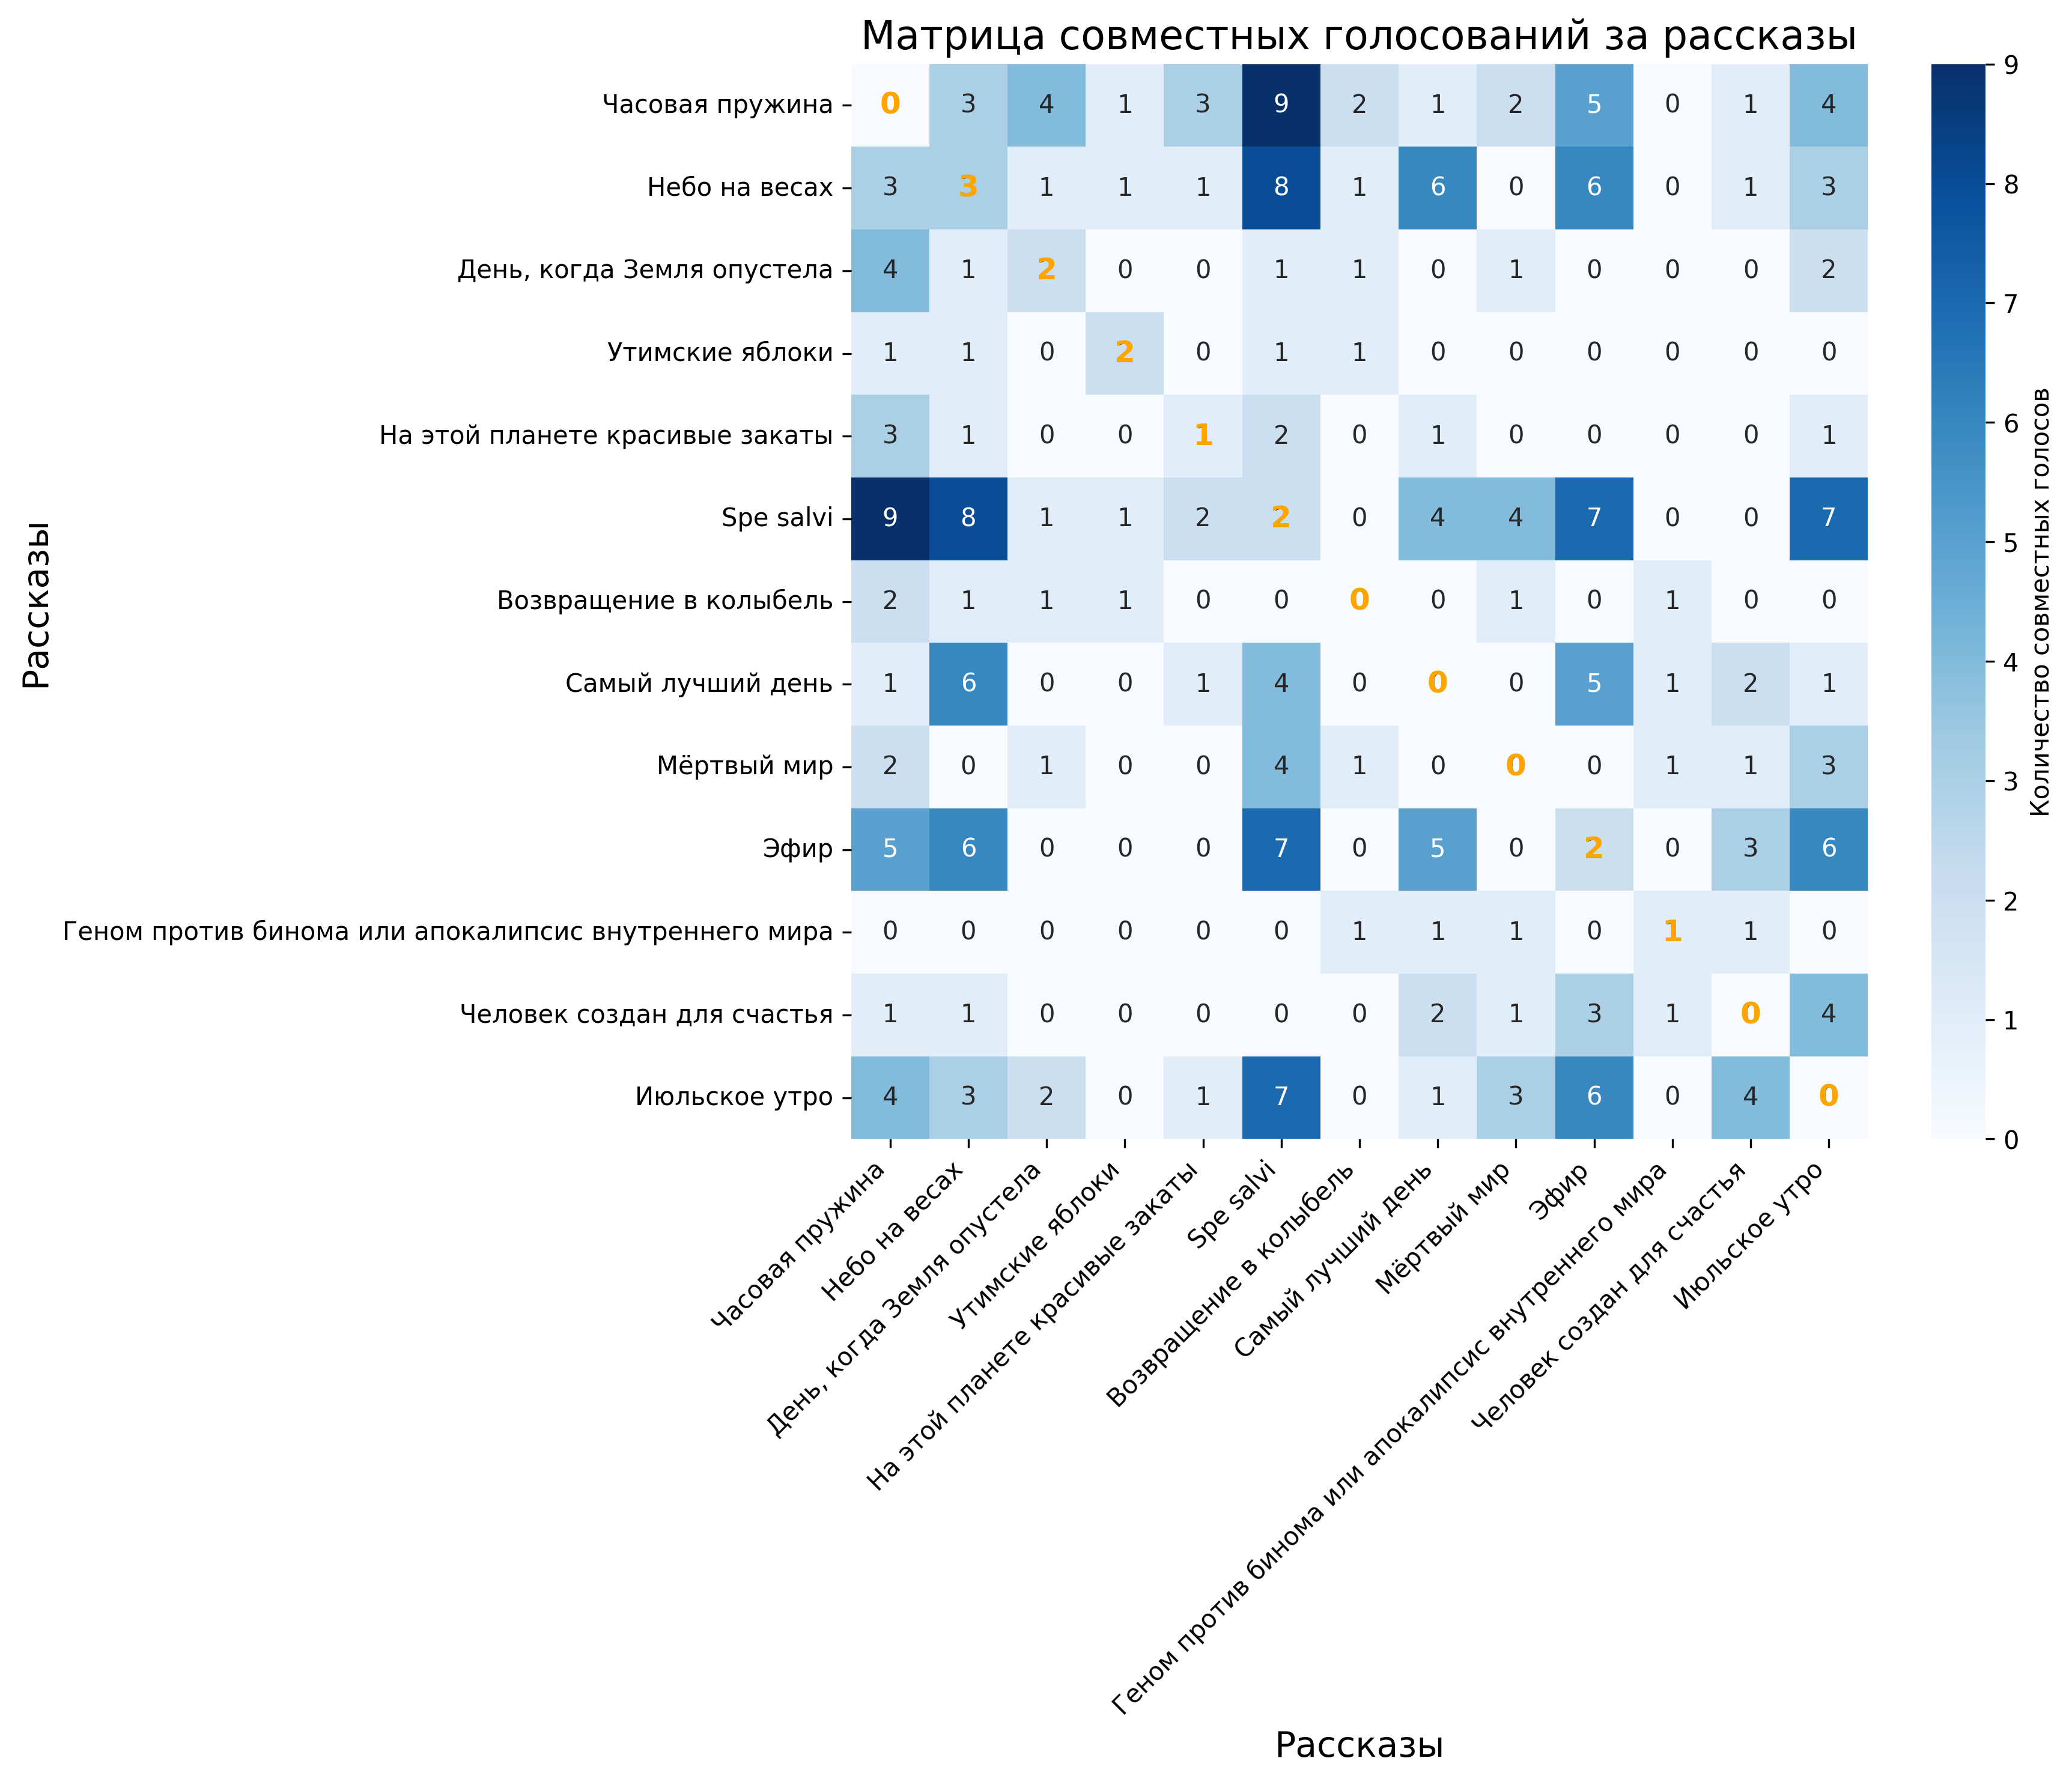 Матрица совместных голосований за рассказы
Рассказы
Часовая пружина 0 3 4 1 3 9 2 1 2 5 0 1 4
Небо на весах 3 3 1 1 1 8 1 6 0 6 0 1 3
День, когда Земля опустела 4 1 2 0 0 1 1 0 1 0 0 0 2
Утимские яблоки 1 1 0 2 0 1 1 0 0 0 0 0 0
На этой планете красивые закаты 3 1 0 0 1 2 0 1 0 0 0 0 1
Spe salvi 9 8 1 1 2 2 0 4 4 7 0 0 7
Возвращение в колыбель 2 1 1 1 0 0 0 0 1 0 1 0 0
Самый лучший день 1 6 0 0 1 4 0 0 0 5 1 2 1
Мёртвый мир 2 0 1 0 0 4 1 0 0 0 1 1 3
Эфир 5 6 0 0 0 7 0 5 0 2 0 3 6
Геном против бинома или апокалипсис внутреннего мира 0 0 0 0 0 0 1 1 1 0 1 1 0
Человек создан для счастья 1 1 0 0 0 0 0 2 1 3 1 0 4
Июльское утро 4 3 2 0 1 7 0 1 3 6 0 4 0
Часовая пружина
Небо на весах
День, когда Земля опустела
Утимские яблоки
На этой планете красивые закаты
Spe salvi
Возвращение в колыбель
Самый лучший день
Мёртвый мир
Эфир
Геном против бинома или апокалипсис внутреннего мира
Человек создан для счастья
Июльское утро
Рассказы
9
8
7
6
5
4
3
2
1
0
Количество совместных голосов